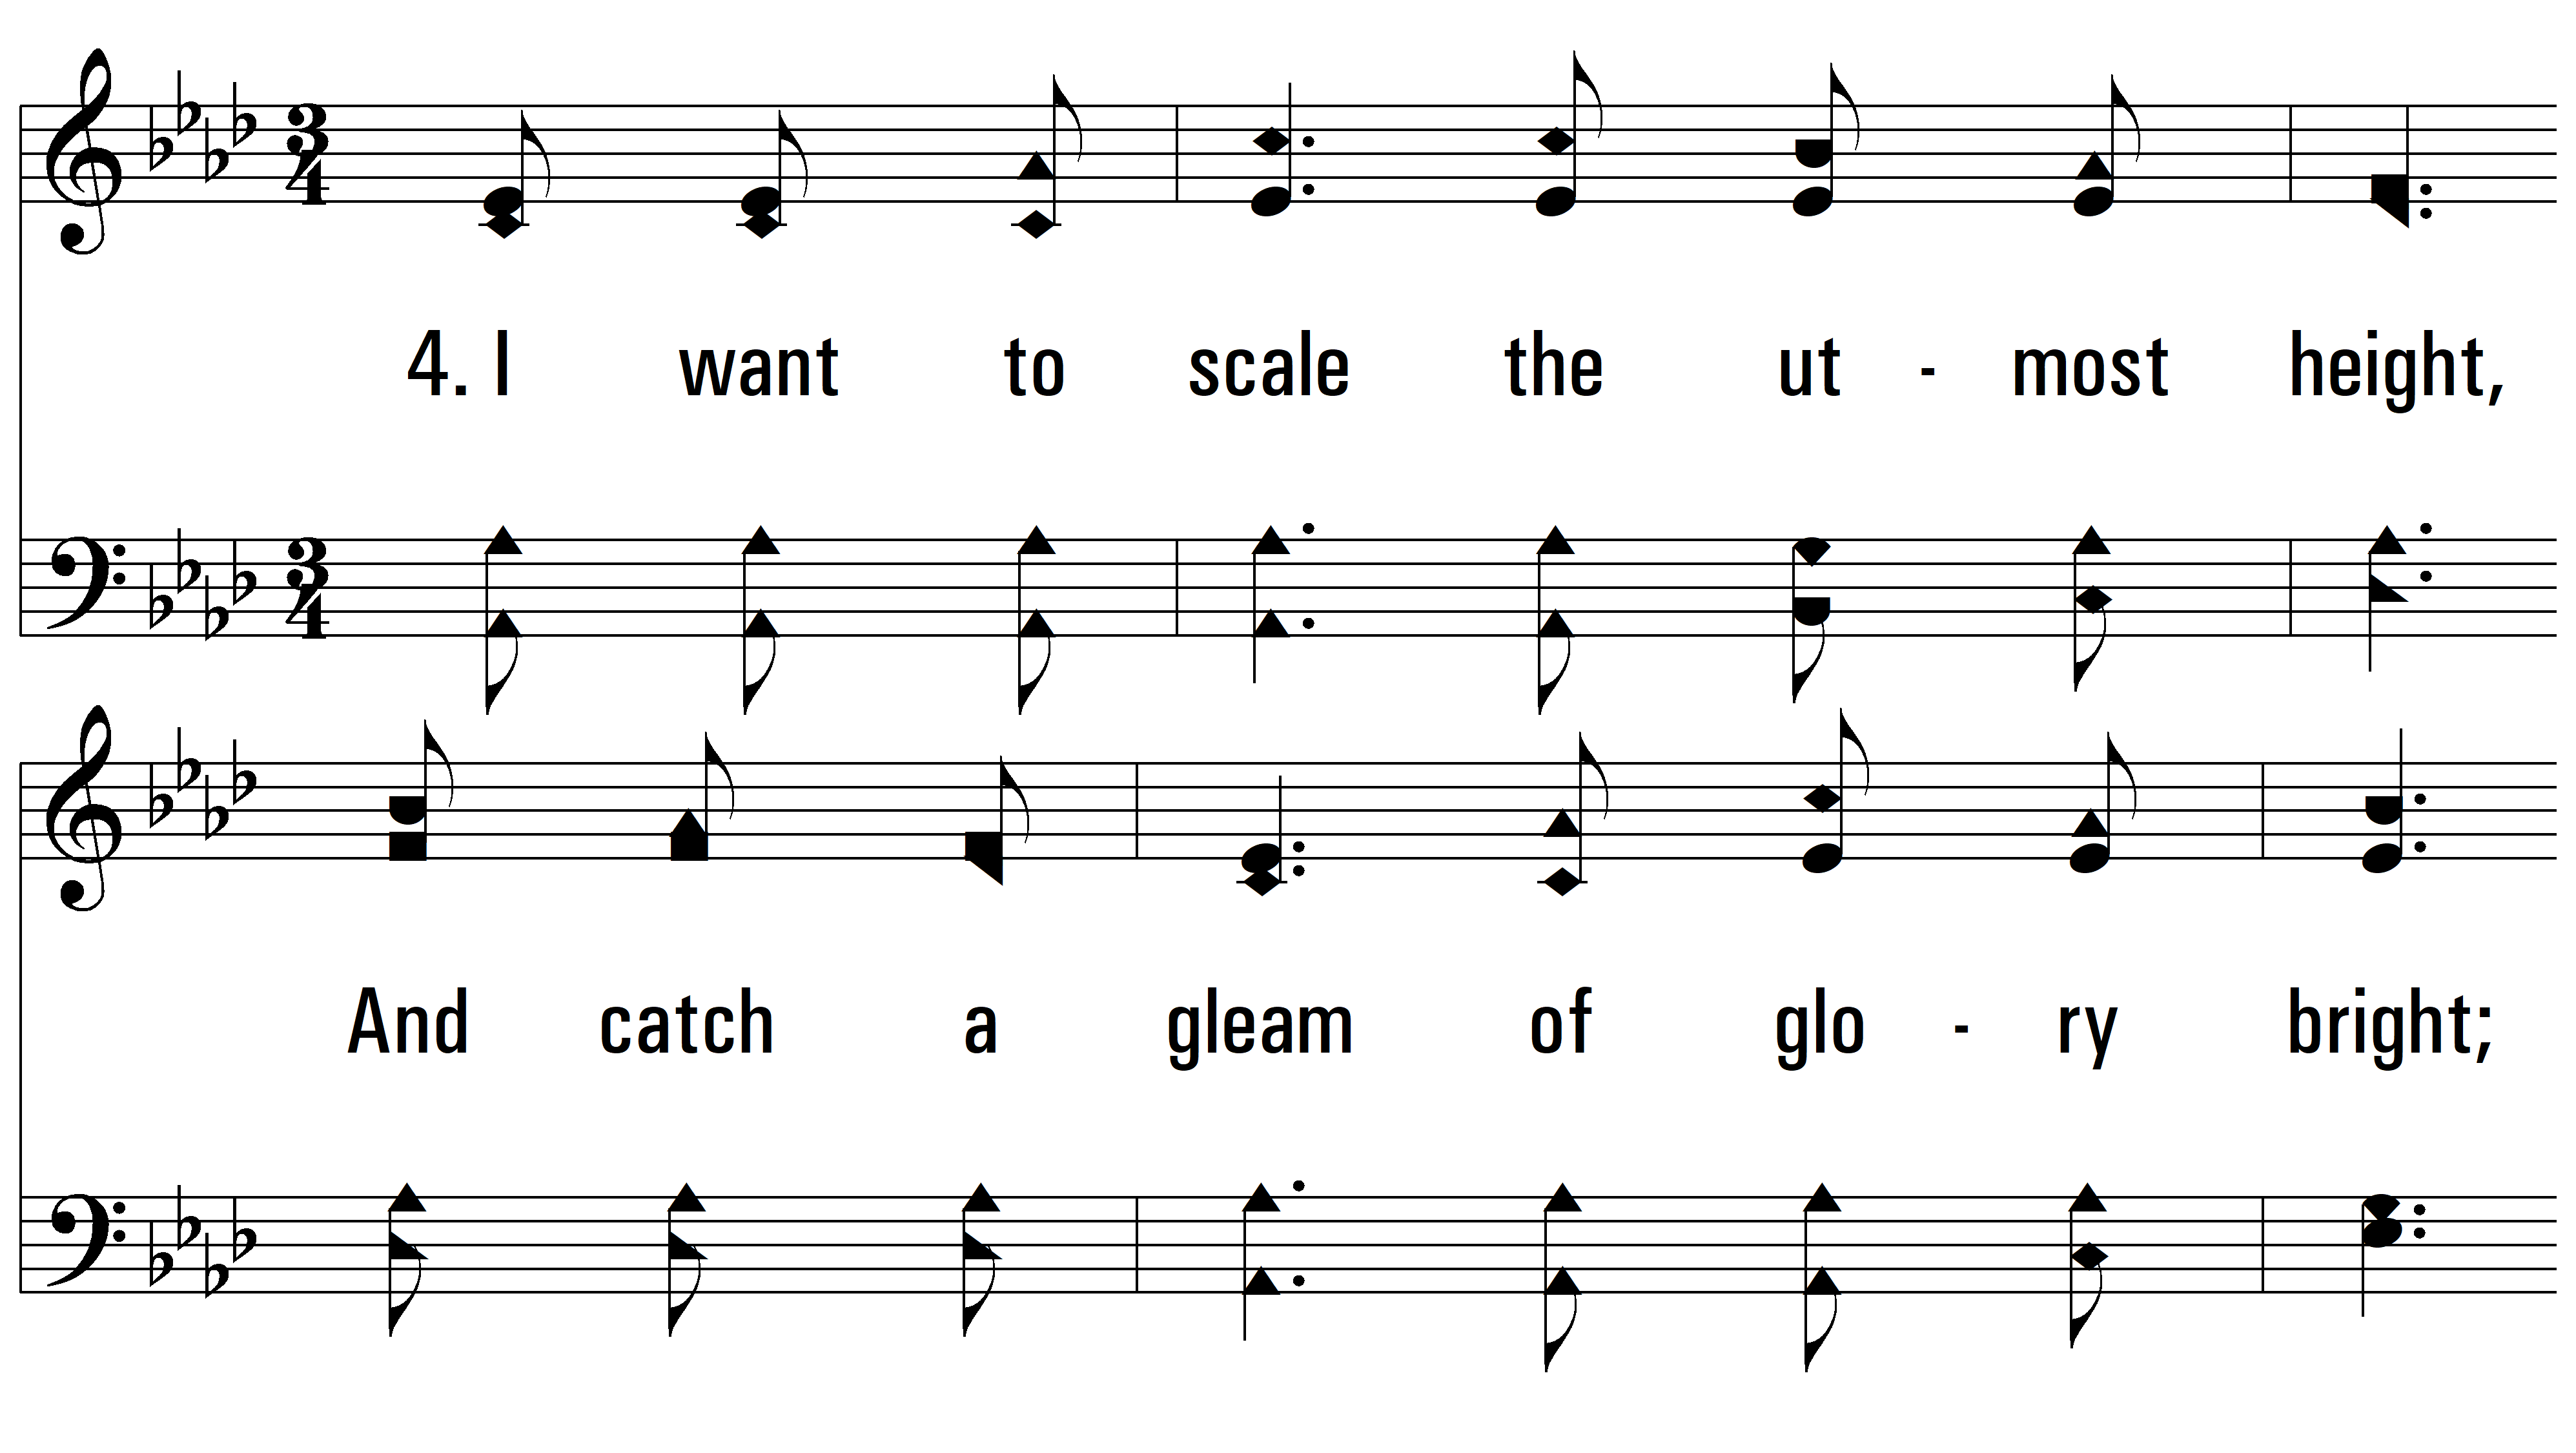 4. I want to scale the ut - most height,
And catch a gleam of glo - ry bright;